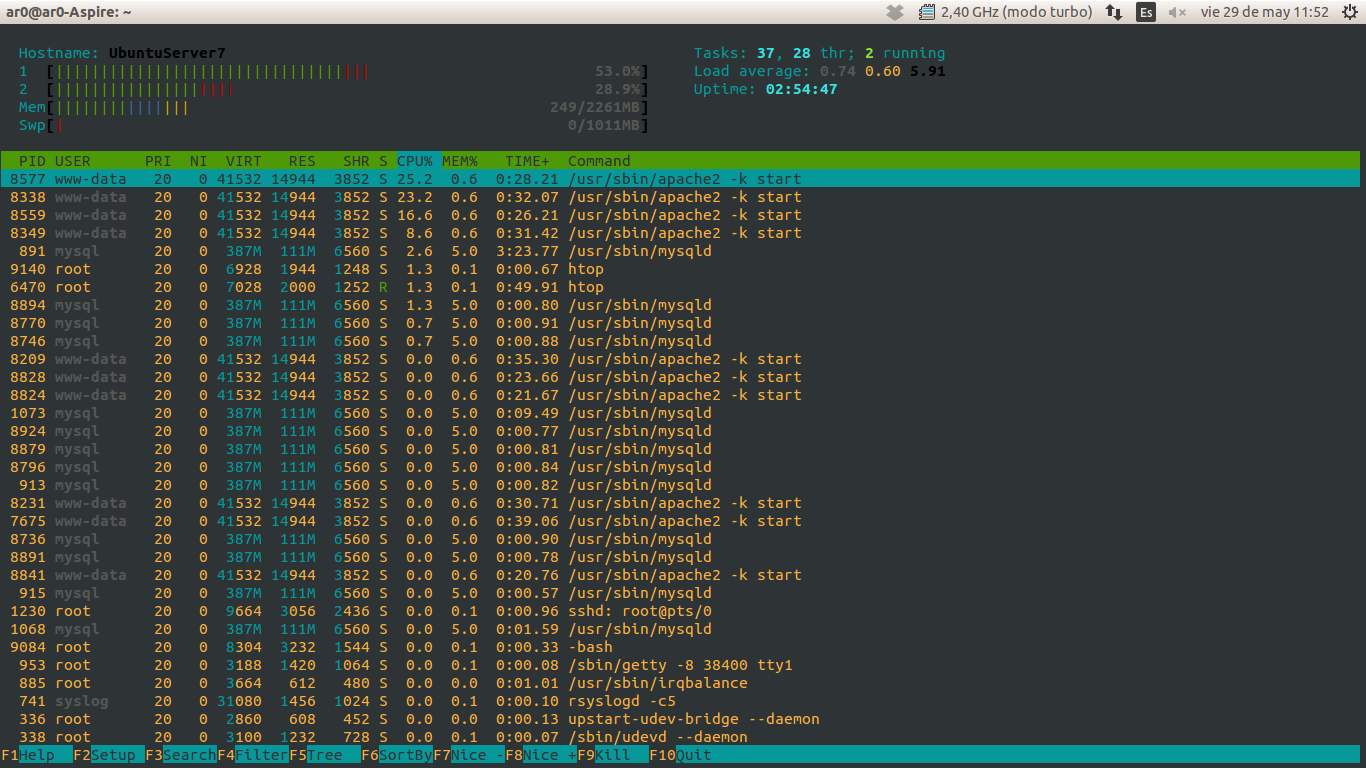 ar0@ar0-Aspire: ~ 2,40 GHz (modo turbo) Es vie 29 de may 11:52
Hostname: UbuntuServer7 Tasks: 37, 28 thr; 2 running
1 [||||||||||||||||||||||||||||||||||| 53.0%] Load average: 0.74 0.60 5.91
2 [|||||||||||||||||||| 28.9%] Uptime: 02:54:47
Mem[||||||||||||||| 249/2261MB]
Swp[| 0/1011MB]
PID USER PRI NI VIRT RES SHR S CPU% MEM% TIME+ Command
8577 www-data 20 0 41532 14944 3852 S 25.2 0.6 0:28.21 /usr/sbin/apache2 -k start
8338 www-data 20 0 41532 14944 3852 S 23.2 0.6 0:32.07 /usr/sbin/apache2 -k start
8559 www-data 20 0 41532 14944 3852 S 16.6 0.6 0:26.21 /usr/sbin/apache2 -k start
8349 www-data 20 0 41532 14944 3852 S 8.6 0.6 0:31.42 /usr/sbin/apache2 -k start
891 mysql 20 0 387M 111M 6560 S 2.6 5.0 3:23.77 /usr/sbin/mysqld
9140 root 20 0 6928 1944 1248 S 1.3 0.1 0:00.67 htop
6470 root 20 0 7028 2000 1252 R 1.3 0.1 0:49.91 htop
8894 mysql 20 0 387M 111M 6560 S 1.3 5.0 0:00.80 /usr/sbin/mysqld
8770 mysql 20 0 387M 111M 6560 S 0.7 5.0 0:00.91 /usr/sbin/mysqld
8746 mysql 20 0 387M 111M 6560 S 0.7 5.0 0:00.88 /usr/sbin/mysqld
8209 www-data 20 0 41532 14944 3852 S 0.0 0.6 0:35.30 /usr/sbin/apache2 -k start
8828 www-data 20 0 41532 14944 3852 S 0.0 0.6 0:23.66 /usr/sbin/apache2 -k start
8824 www-data 20 0 41532 14944 3852 S 0.0 0.6 0:21.67 /usr/sbin/apache2 -k start
1073 mysql 20 0 387M 111M 6560 S 0.0 5.0 0:09.49 /usr/sbin/mysqld
8924 mysql 20 0 387M 111M 6560 S 0.0 5.0 0:00.77 /usr/sbin/mysqld
8879 mysql 20 0 387M 111M 6560 S 0.0 5.0 0:00.81 /usr/sbin/mysqld
8796 mysql 20 0 387M 111M 6560 S 0.0 5.0 0:00.84 /usr/sbin/mysqld
913 mysql 20 0 387M 111M 6560 S 0.0 5.0 0:00.82 /usr/sbin/mysqld
8231 www-data 20 0 41532 14944 3852 S 0.0 0.6 0:30.71 /usr/sbin/apache2 -k start
7675 www-data 20 0 41532 14944 3852 S 0.0 0.6 0:39.06 /usr/sbin/apache2 -k start
8736 mysql 20 0 387M 111M 6560 S 0.0 5.0 0:00.90 /usr/sbin/mysqld
8891 mysql 20 0 387M 111M 6560 S 0.0 5.0 0:00.78 /usr/sbin/mysqld
8841 www-data 20 0 41532 14944 3852 S 0.0 0.6 0:20.76 /usr/sbin/apache2 -k start
915 mysql 20 0 387M 111M 6560 S 0.0 5.0 0:00.57 /usr/sbin/mysqld
1230 root 20 0 9664 3056 2436 S 0.0 0.1 0:00.96 sshd: root@pts/0
1068 mysql 20 0 387M 111M 6560 S 0.0 5.0 0:01.59 /usr/sbin/mysqld
9084 root 20 0 8304 3232 1544 S 0.0 0.1 0:00.33 -bash
953 root 20 0 3188 1420 1064 S 0.0 0.1 0:00.08 /sbin/getty -8 38400 tty1
885 root 20 0 3664 612 480 S 0.0 0.0 0:01.01 /usr/sbin/irqbalance
741 syslog 20 0 31080 1456 1024 S 0.0 0.1 0:00.10 rsyslogd -c5
336 root 20 0 2860 608 452 S 0.0 0.0 0:00.13 upstart-udev-bridge --daemon
338 root 20 0 3100 1232 728 S 0.0 0.1 0:00.07 /sbin/udevd --daemon
F1Help F2Setup F3SearchF4FilterF5Tree F6SortByF7Nice -F8Nice +F9Kill F10Quit